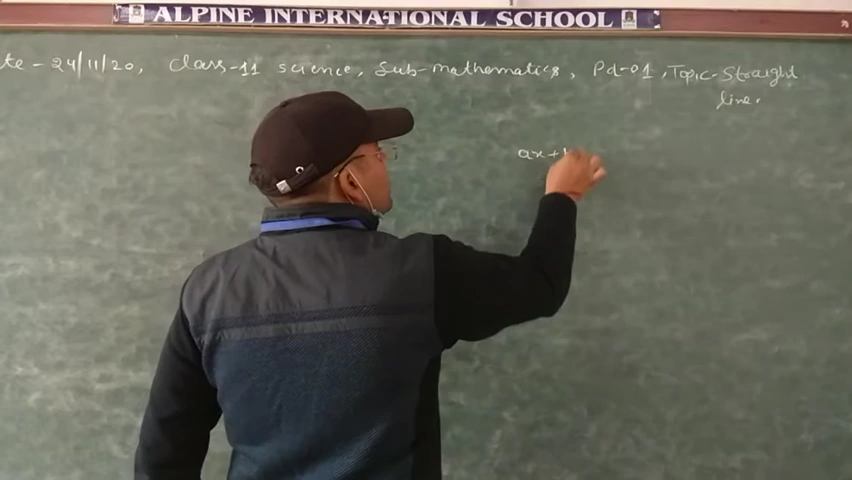 ALPINE INTERNATIONAL SCHOOL
te - 24/11/20, Class-11 science, Sub-mathematics, Pd-01, Topic-Straight
line.
ax+